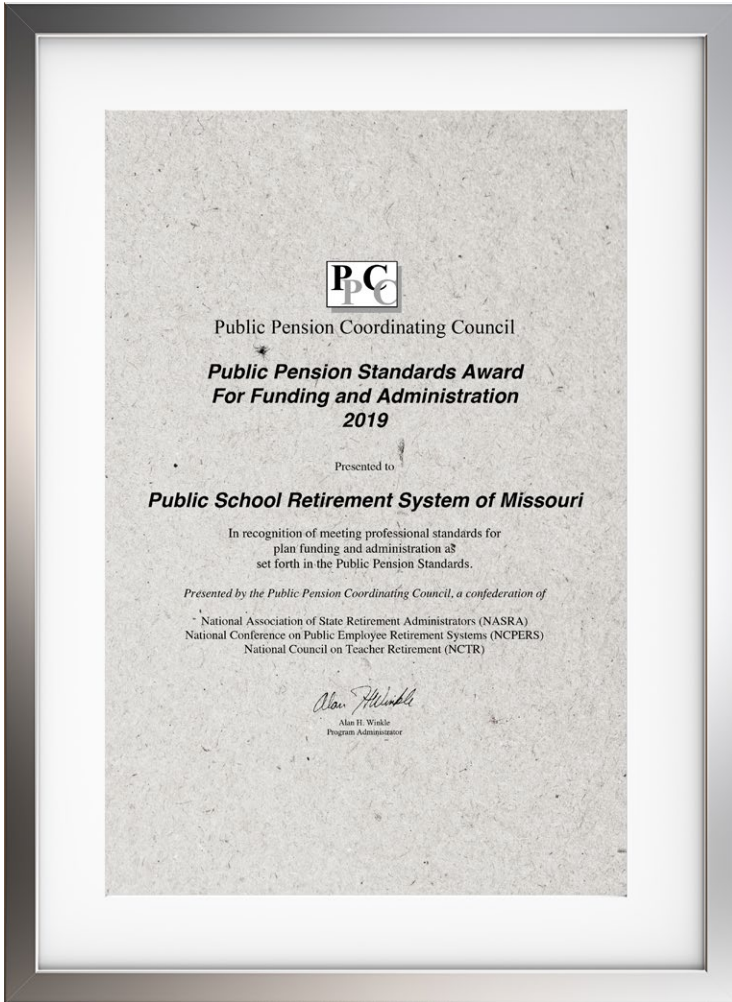 PPCC
Public Pension Coordinating Council
Public Pension Standards Award
For Funding and Administration
2019
Presented to
Public School Retirement System of Missouri
In recognition of meeting professional standards for
plan funding and administration as
set forth in the Public Pension Standards.
Presented by the Public Pension Coordinating Council, a confederation of
National Association of State Retirement Administrators (NASRA)
National Conference on Public Employee Retirement Systems (NCPERS)
National Council on Teacher Retirement (NCTR)
Alan H Winkle
Alan H. Winkle
Program Administrator